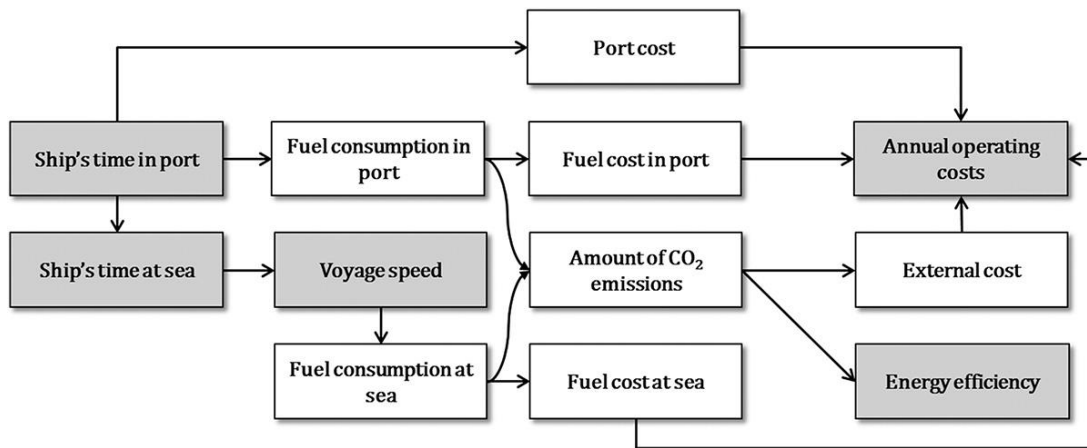 Port cost
Ship's time in port
Fuel consumption in
port
Fuel cost in port
Annual operating
costs
Ship's time at sea
Voyage speed
Amount of CO₂
emissions
External cost
Fuel consumption at
sea
Fuel cost at sea
Energy efficiency